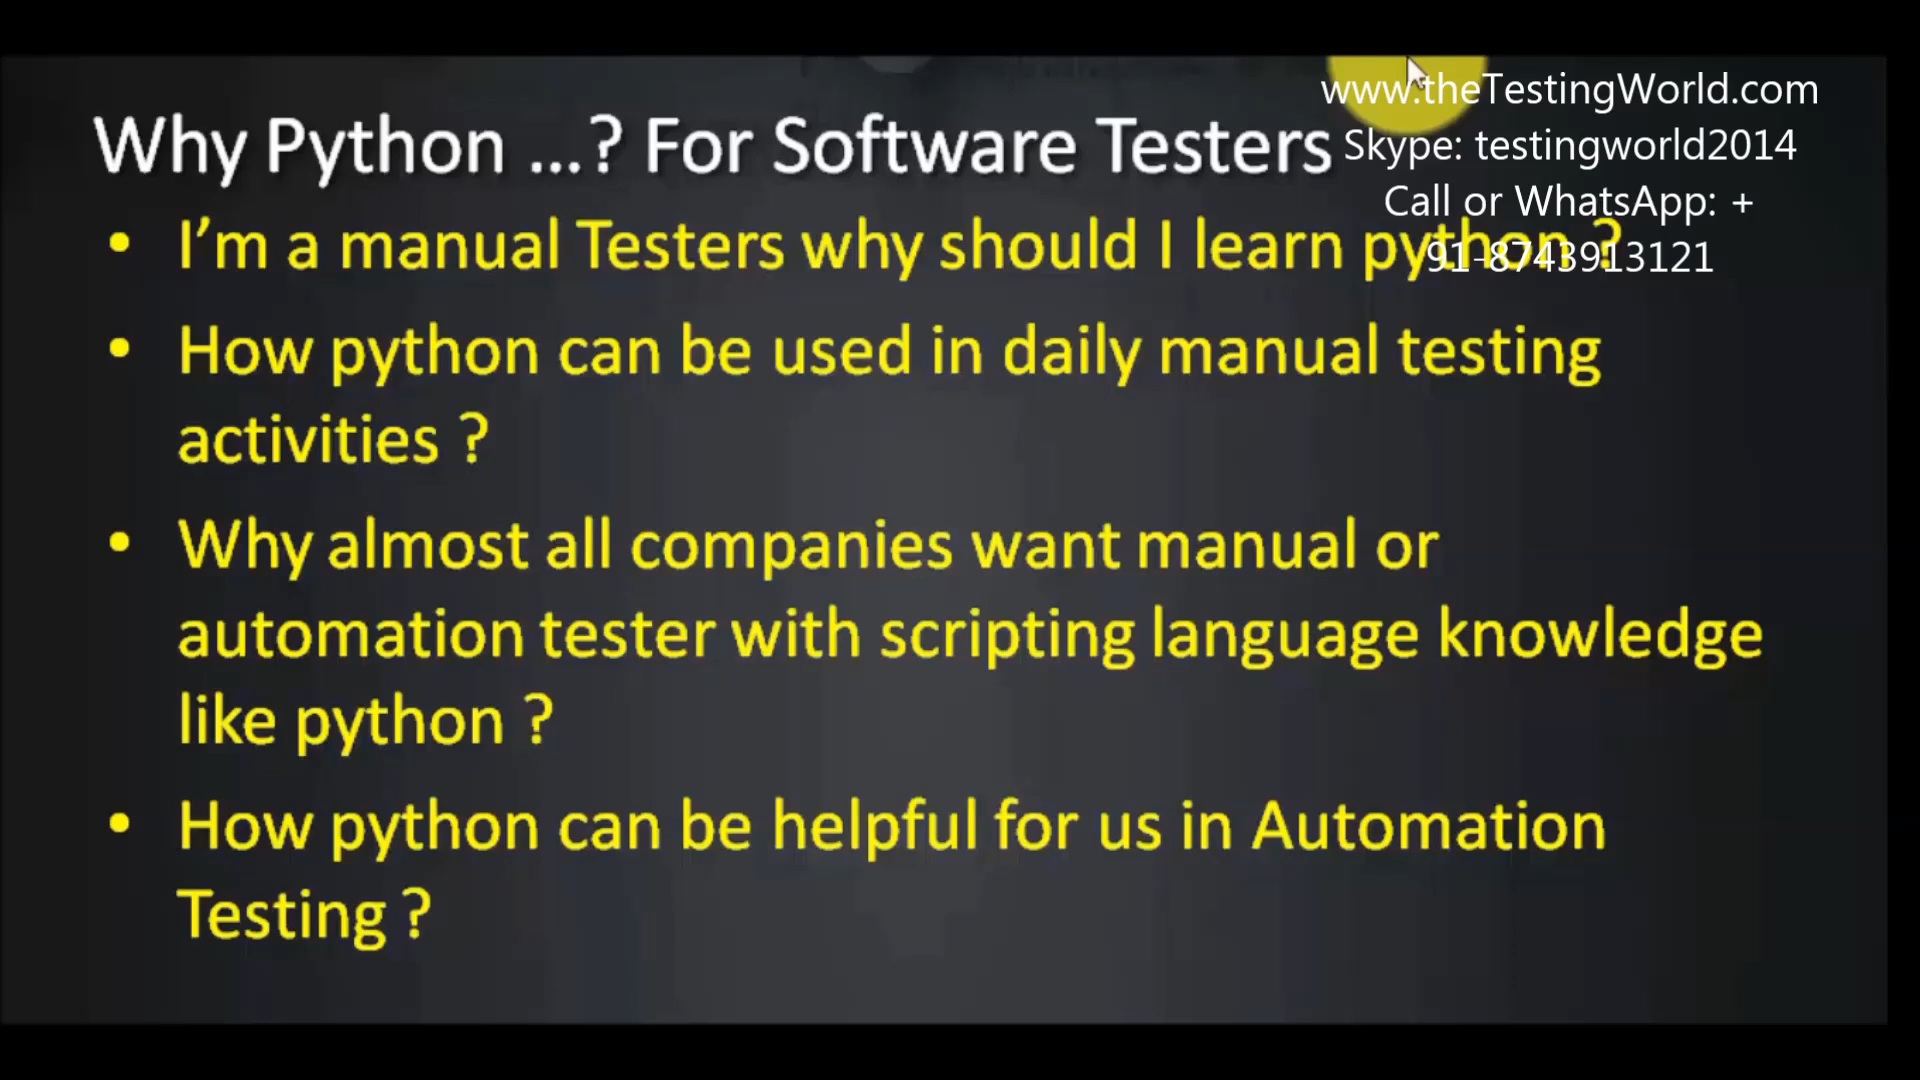 www.theTestingWorld.com
Why Python ...? For Software Testers
Skype: testingworld2014
Call or WhatsApp: +
91-8743913121
• I’m a manual Testers why should I learn python ?
• How python can be used in daily manual testing
activities ?
• Why almost all companies want manual or
automation tester with scripting language knowledge
like python ?
• How python can be helpful for us in Automation
Testing ?